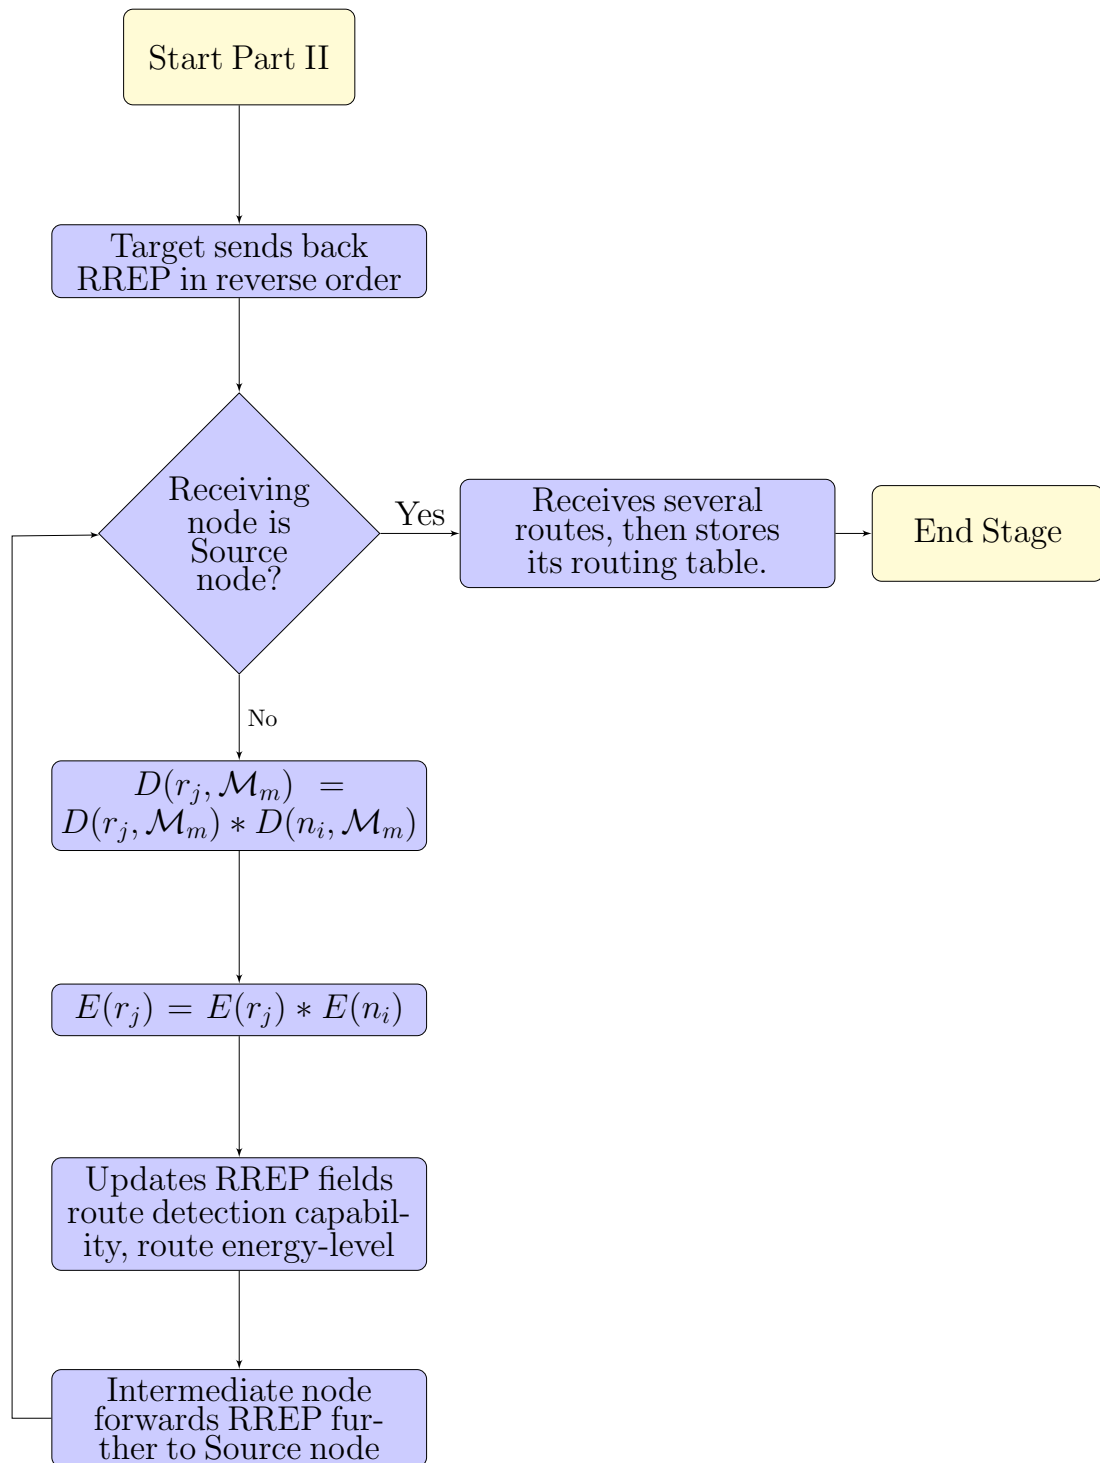 Start Part II
Target sends back
RREP in reverse order
Receiving
node is
Source
node?
Yes
Receives several
routes, then stores
its routing table.
End Stage
No
D(r_j, ℳ_m) =
D(r_j, ℳ_m) ∗ D(n_i, ℳ_m)
E(r_j) = E(r_j) ∗ E(n_i)
Updates RREP fields
route detection capabil-
ity, route energy-level
Intermediate node
forwards RREP fur-
ther to Source node